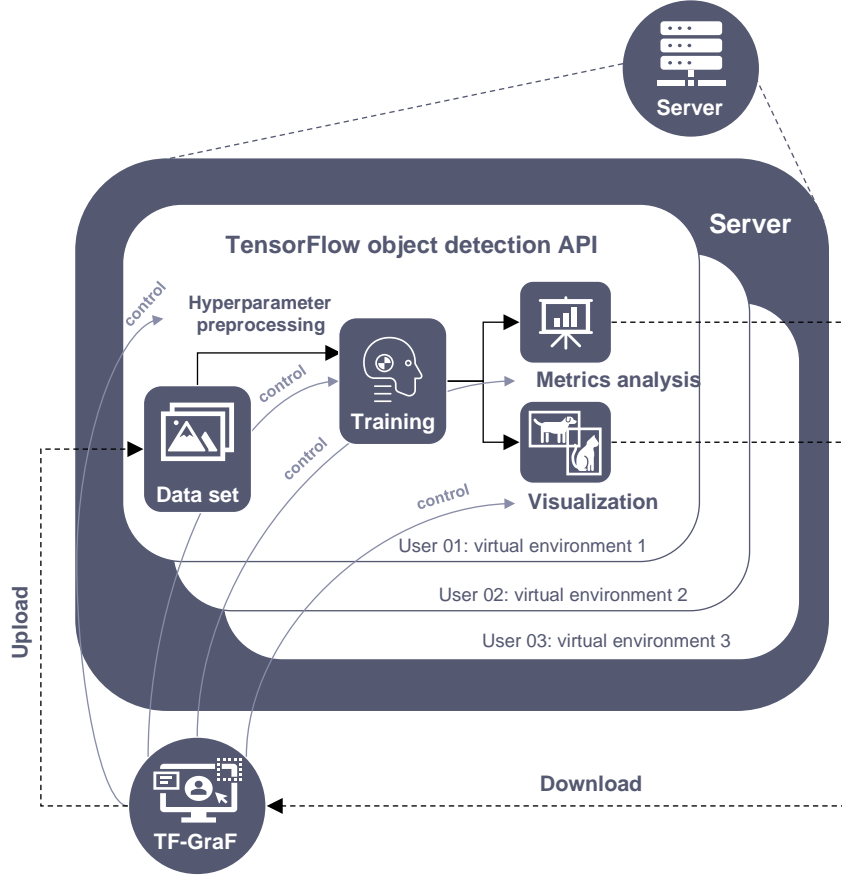 Server
Server
TensorFlow object detection API
control
Hyperparameter
preprocessing
control
Metrics analysis
Training
control
Data set
control
Visualization
User 01: virtual environment 1
User 02: virtual environment 2
User 03: virtual environment 3
Upload
Download
TF-GraF